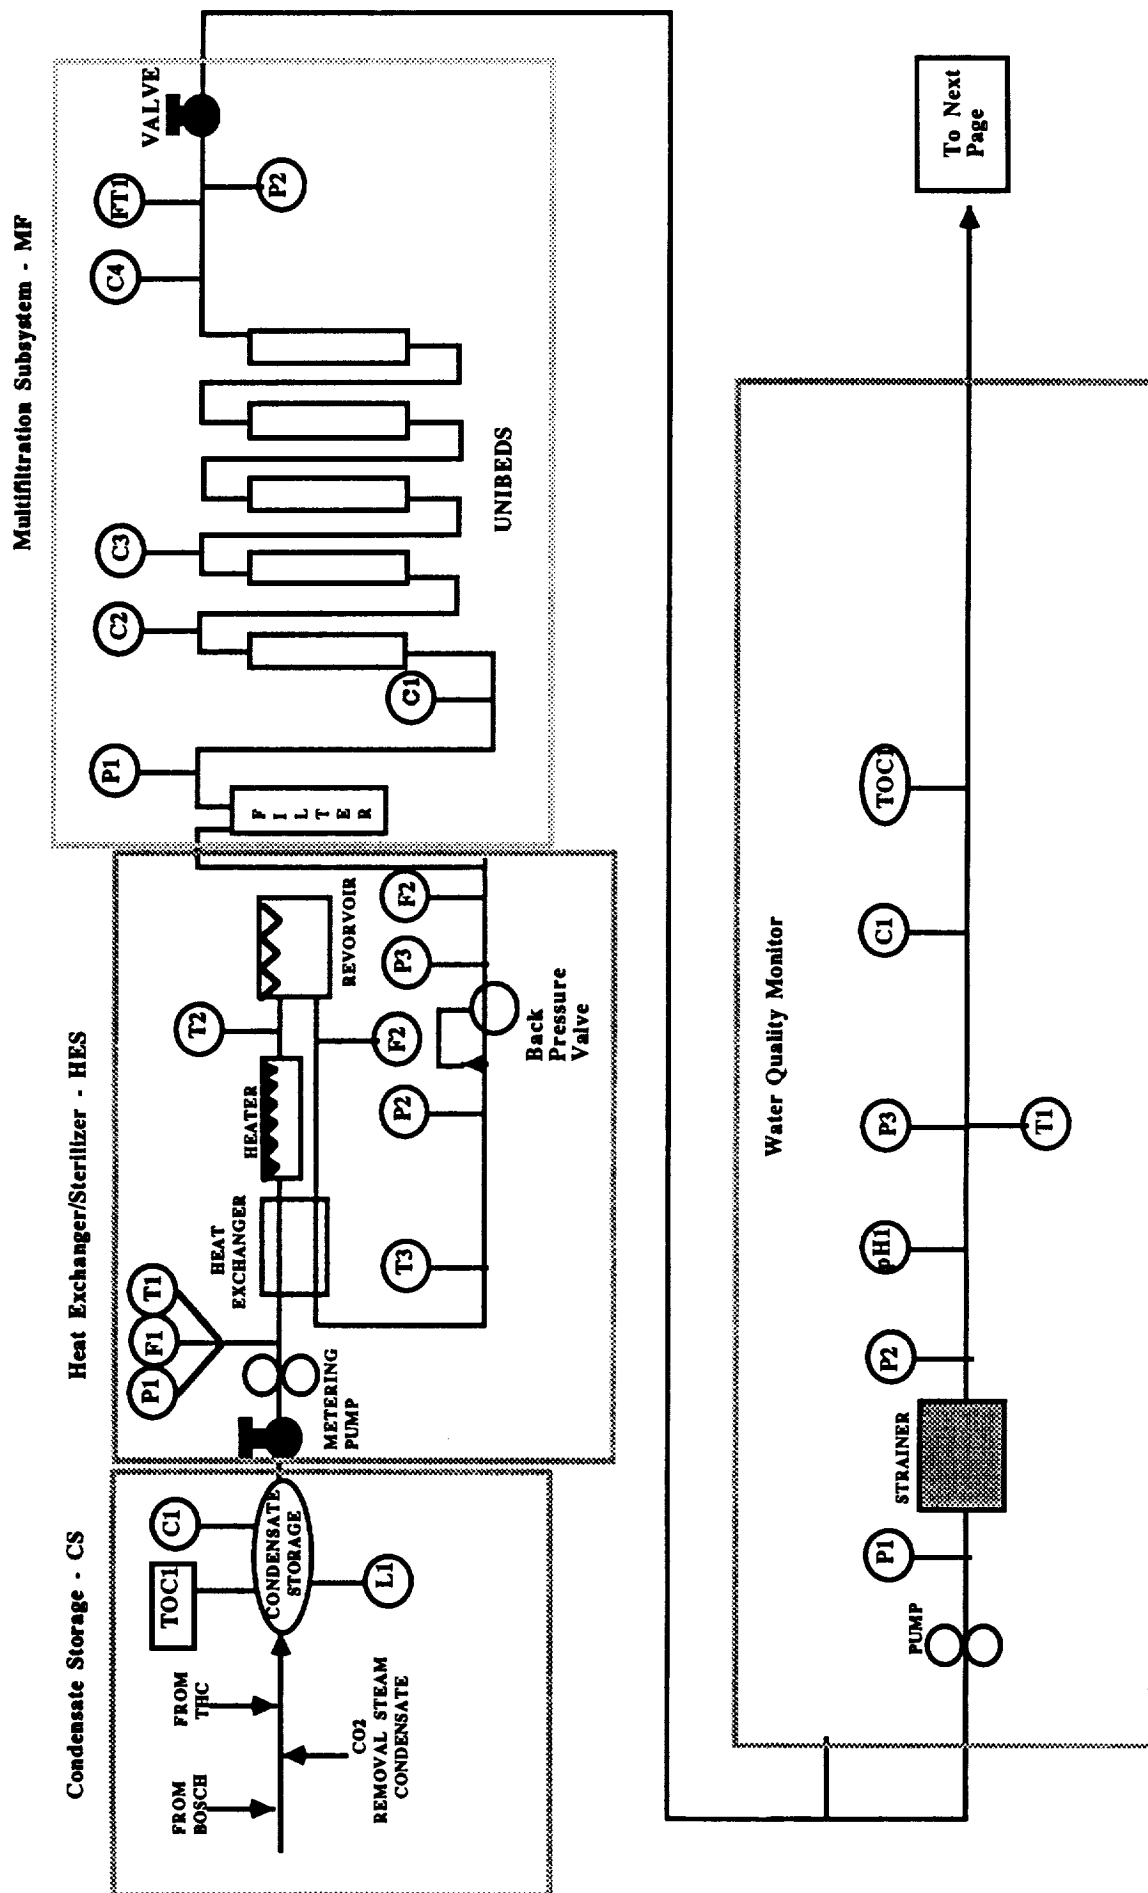 Condensate Storage - CS
FROM
BOSCH
FROM
THC
CO2
REMOVAL STEAM
CONDENSATE
TOC1
C1
CONDENSATE
STORAGE
L1
Heat Exchanger/Sterilizer - HES
P1
F1
T1
METERING
PUMP
HEAT
EXCHANGER
HEATER
T2
REVORVOIR
F2
T3
P2
Back
Pressure
Valve
P3
F2
Multifiltration Subsystem - MF
FILTER
P1
C1
C2
C3
UNIBEDS
C4
FT1
P2
VALVE
Water Quality Monitor
PUMP
P1
STRAINER
P2
pH1
P3
T1
C1
TOC1
To Next
Page